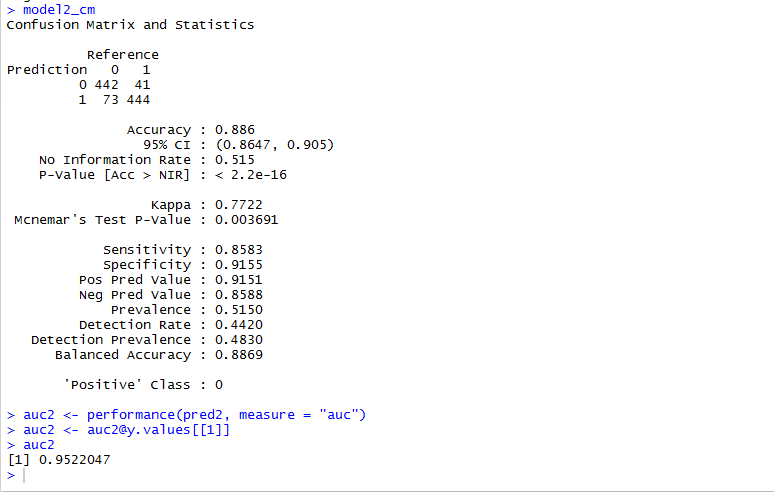 > model2_cm
Confusion Matrix and Statistics
Reference
Prediction 0 1
0 442 41
1 73 444
Accuracy : 0.886
95% CI : (0.8647, 0.905)
No Information Rate : 0.515
P-Value [Acc > NIR] : < 2.2e-16
Kappa : 0.7722
Mcnemar's Test P-Value : 0.003691
Sensitivity : 0.8583
Specificity : 0.9155
Pos Pred Value : 0.9151
Neg Pred Value : 0.8588
Prevalence : 0.5150
Detection Rate : 0.4420
Detection Prevalence : 0.4830
Balanced Accuracy : 0.8869
'Positive' Class : 0
> auc2 <- performance(pred2, measure = "auc")
> auc2 <- auc2@y.values[[1]]
> auc2
[1] 0.9522047
>